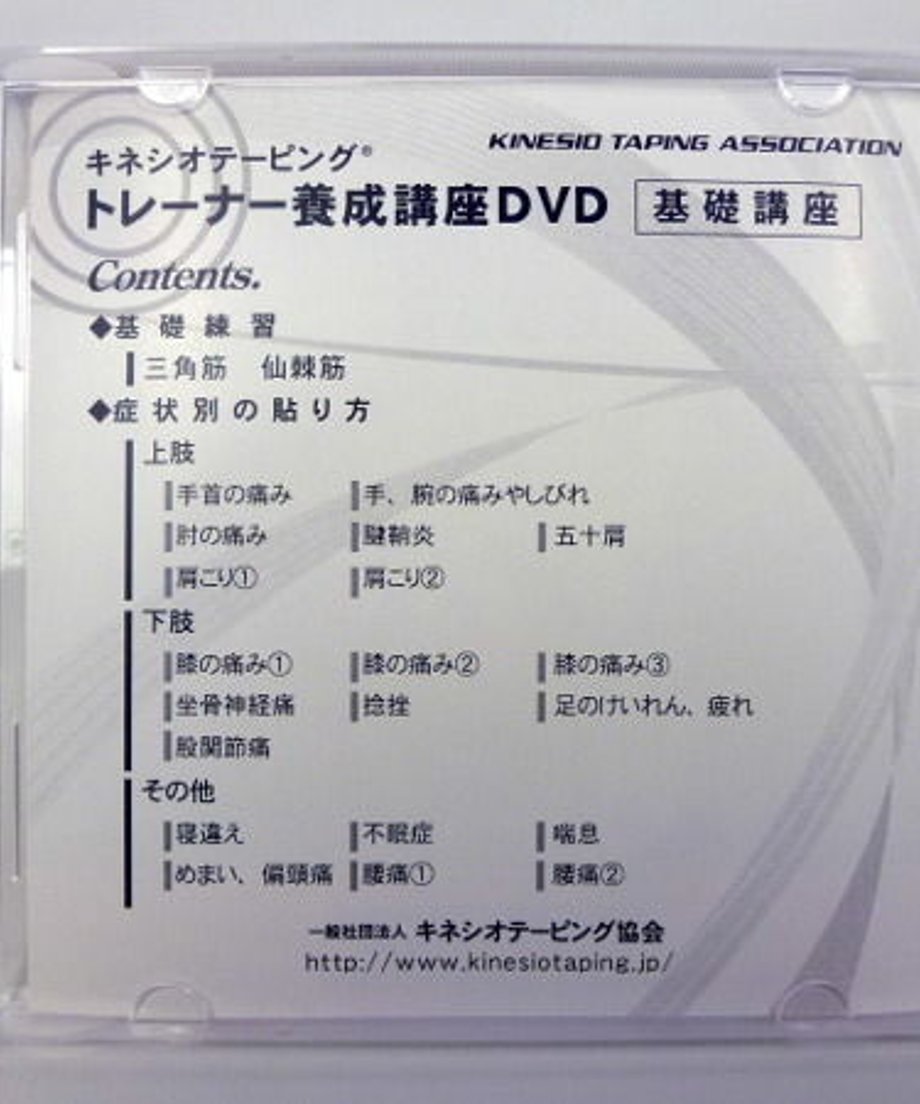 KINESIO TAPING ASSOCIATION
キネシオテーピング®
トレーナー養成講座DVD 基礎講座
Contents.
◆基礎練習
三角筋 仙棘筋
◆症状別の貼り方
上肢
手首の痛み 手、腕の痛みやしびれ
肘の痛み 腱鞘炎 五十肩
肩こり① 肩こり②
下肢
膝の痛み① 膝の痛み② 膝の痛み③
坐骨神経痛 捻挫 足のけいれん、疲れ
股関節痛
その他
寝違え 不眠症 喘息
めまい、偏頭痛 腰痛① 腰痛②
一般社団法人 キネシオテーピング協会
http://www.kinesiotaping.jp/